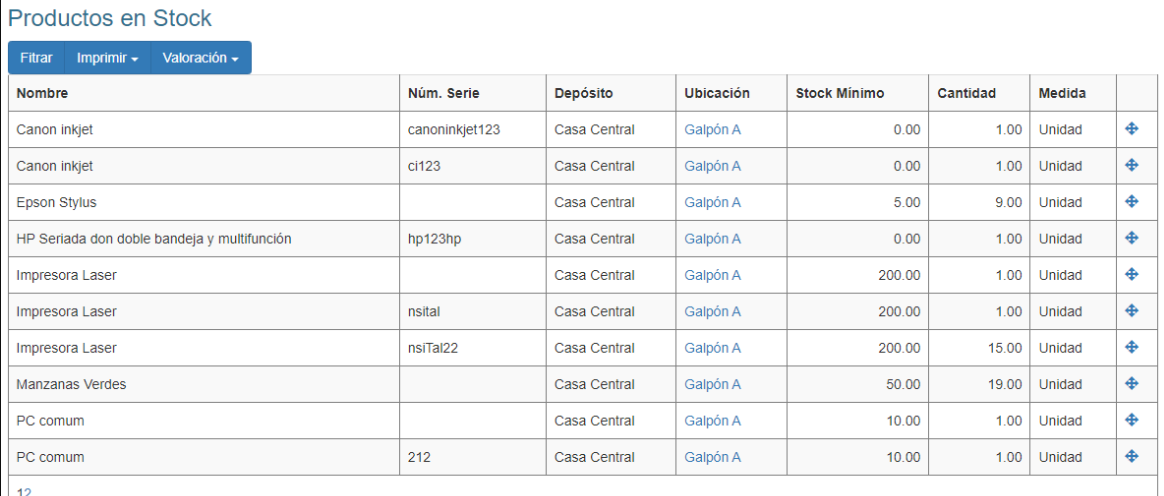 Productos en Stock
Filtrar Imprimir Valoración
Nombre Núm. Serie Depósito Ubicación Stock Mínimo Cantidad Medida
Canon inkjet canoninkjet123 Casa Central Galpón A 0.00 1.00 Unidad
Canon inkjet ci123 Casa Central Galpón A 0.00 1.00 Unidad
Epson Stylus Casa Central Galpón A 5.00 9.00 Unidad
HP Seriada don doble bandeja y multifunción hp123hp Casa Central Galpón A 0.00 1.00 Unidad
Impresora Laser Casa Central Galpón A 200.00 1.00 Unidad
Impresora Laser nsital Casa Central Galpón A 200.00 1.00 Unidad
Impresora Laser nsiTal22 Casa Central Galpón A 200.00 15.00 Unidad
Manzanas Verdes Casa Central Galpón A 50.00 19.00 Unidad
PC comum Casa Central Galpón A 10.00 1.00 Unidad
PC comum 212 Casa Central Galpón A 10.00 1.00 Unidad
12